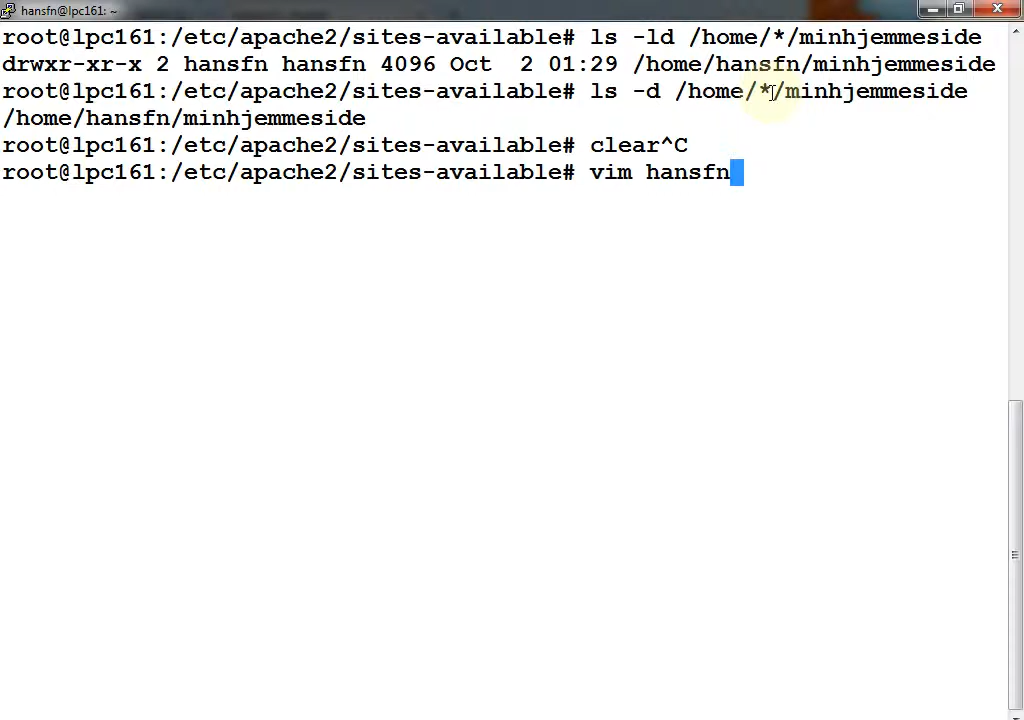 hansfn@lpc161: ~
root@lpc161:/etc/apache2/sites-available# ls -ld /home/*/minhjemmeside
drwxr-xr-x 2 hansfn hansfn 4096 Oct  2 01:29 /home/hansfn/minhjemmeside
root@lpc161:/etc/apache2/sites-available# ls -d /home/*/minhjemmeside
/home/hansfn/minhjemmeside
root@lpc161:/etc/apache2/sites-available# clear^C
root@lpc161:/etc/apache2/sites-available# vim hansfn